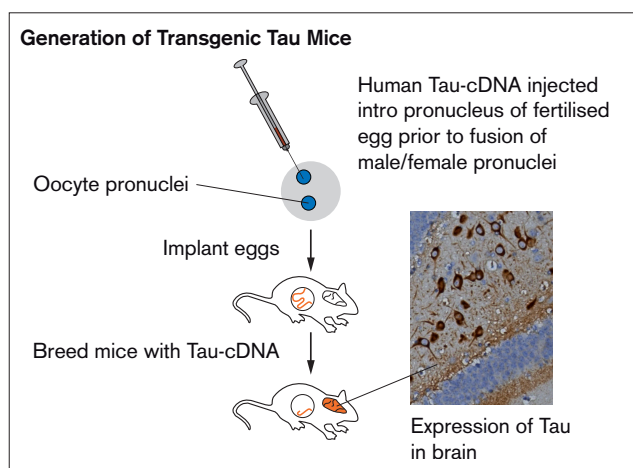 Generation of Transgenic Tau Mice
Human Tau-cDNA injected
intro pronucleus of fertilised
egg prior to fusion of
male/female pronuclei
Oocyte pronuclei
Implant eggs
Breed mice with Tau-cDNA
Expression of Tau
in brain